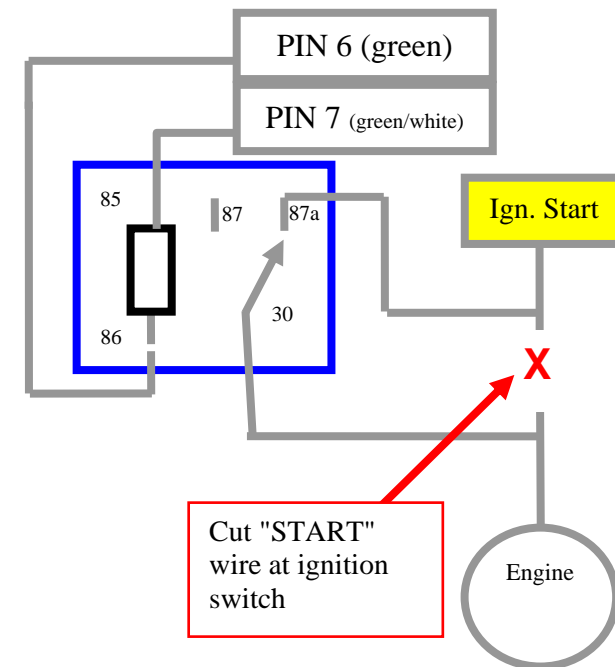 PIN 6 (green)
PIN 7 (green/white)
85
87
87a
Ign. Start
30
86
X
Cut "START"
wire at ignition
switch
Engine